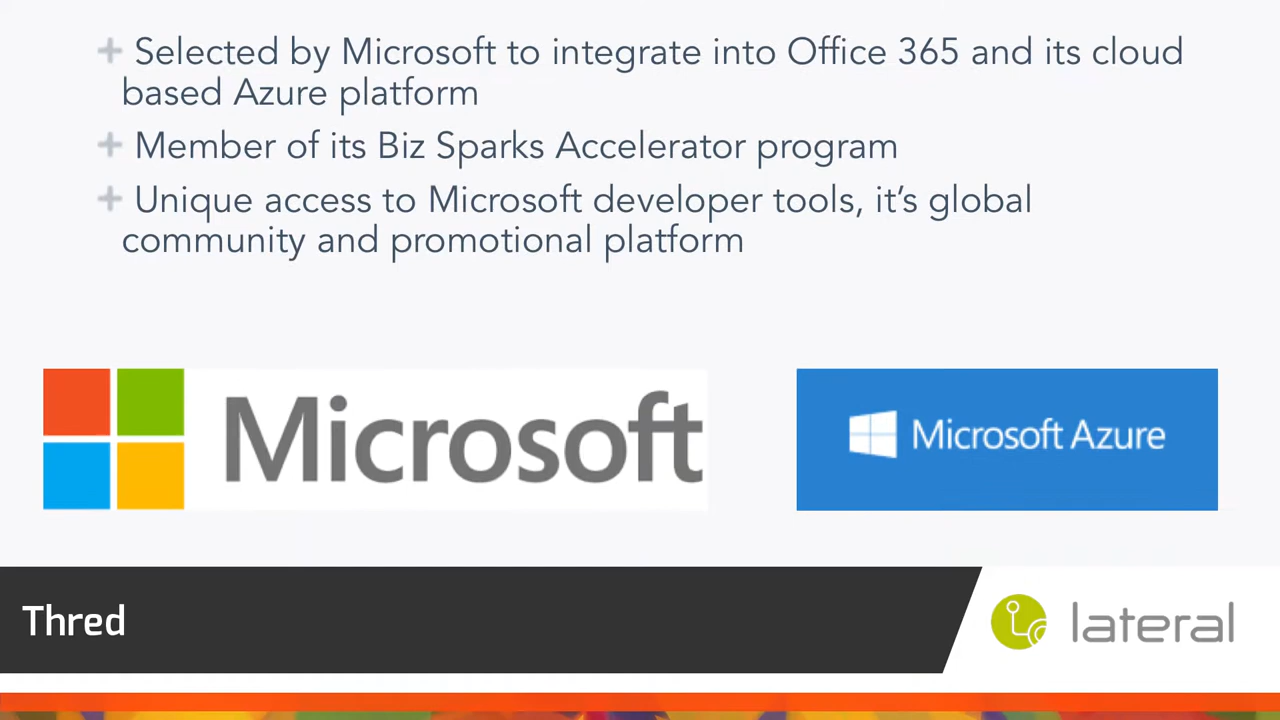 + Selected by Microsoft to integrate into Office 365 and its cloud
based Azure platform
+ Member of its Biz Sparks Accelerator program
+ Unique access to Microsoft developer tools, it’s global
community and promotional platform
Microsoft
Microsoft Azure
Thred
lateral